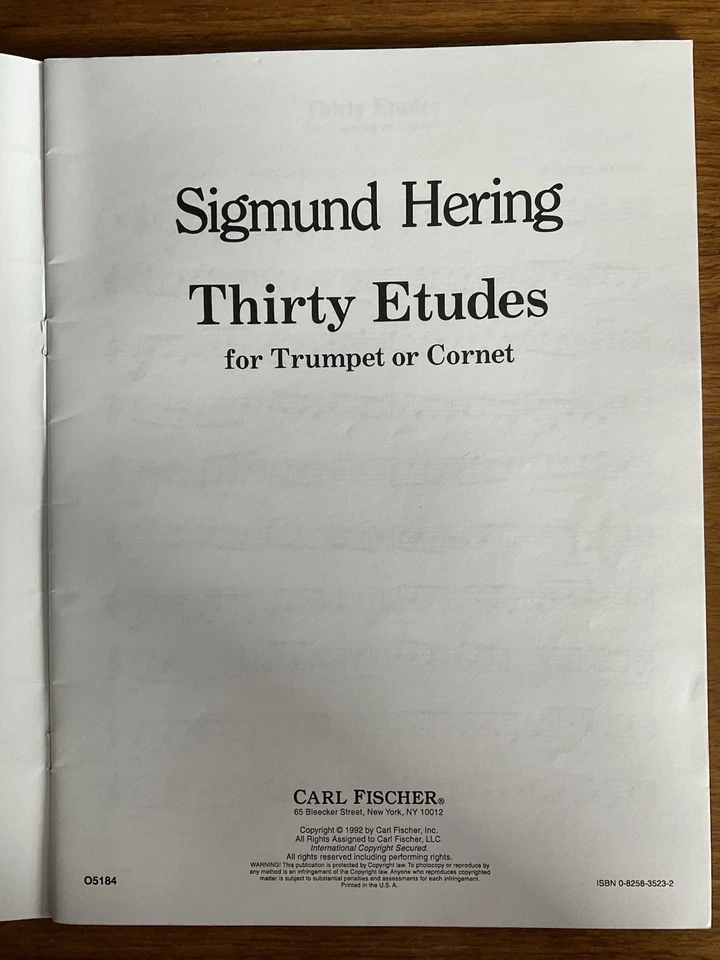 Thirty Etudes
Sigmund Hering
Thirty Etudes
for Trumpet or Cornet
CARL FISCHER®
65 Bleecker Street, New York, NY 10012
Copyright © 1992 by Carl Fischer, Inc.
All Rights Assigned to Carl Fischer, LLC.
International Copyright Secured.
All rights reserved including performing rights.
WARNING! This publication is protected by Copyright law. To photocopy or reproduce by
any method is an infringement of the Copyright law. Anyone who reproduces copyrighted
matter is subject to substantial penalties and assessments for each infringement.
Printed in the U.S.A.
O5184
ISBN 0-8258-3523-2